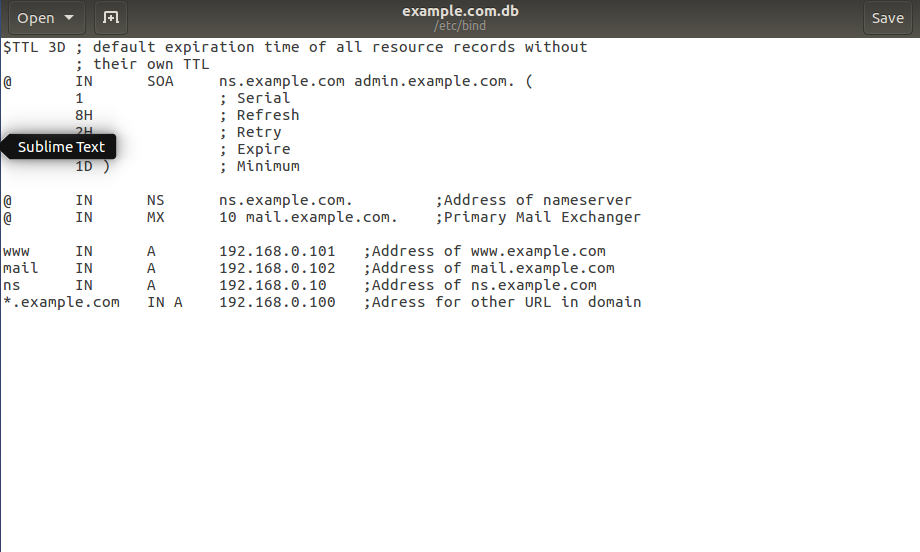 Open
example.com.db
/etc/bind
Save
$TTL 3D ; default expiration time of all resource records without
; their own TTL
@ IN SOA ns.example.com admin.example.com. (
1 ; Serial
8H ; Refresh
2H ; Retry
Sublime Text
; Expire
1D ) ; Minimum
@ IN NS ns.example.com. ;Address of nameserver
@ IN MX 10 mail.example.com. ;Primary Mail Exchanger
www IN A 192.168.0.101 ;Address of www.example.com
mail IN A 192.168.0.102 ;Address of mail.example.com
ns IN A 192.168.0.10 ;Address of ns.example.com
*.example.com IN A 192.168.0.100 ;Adress for other URL in domain